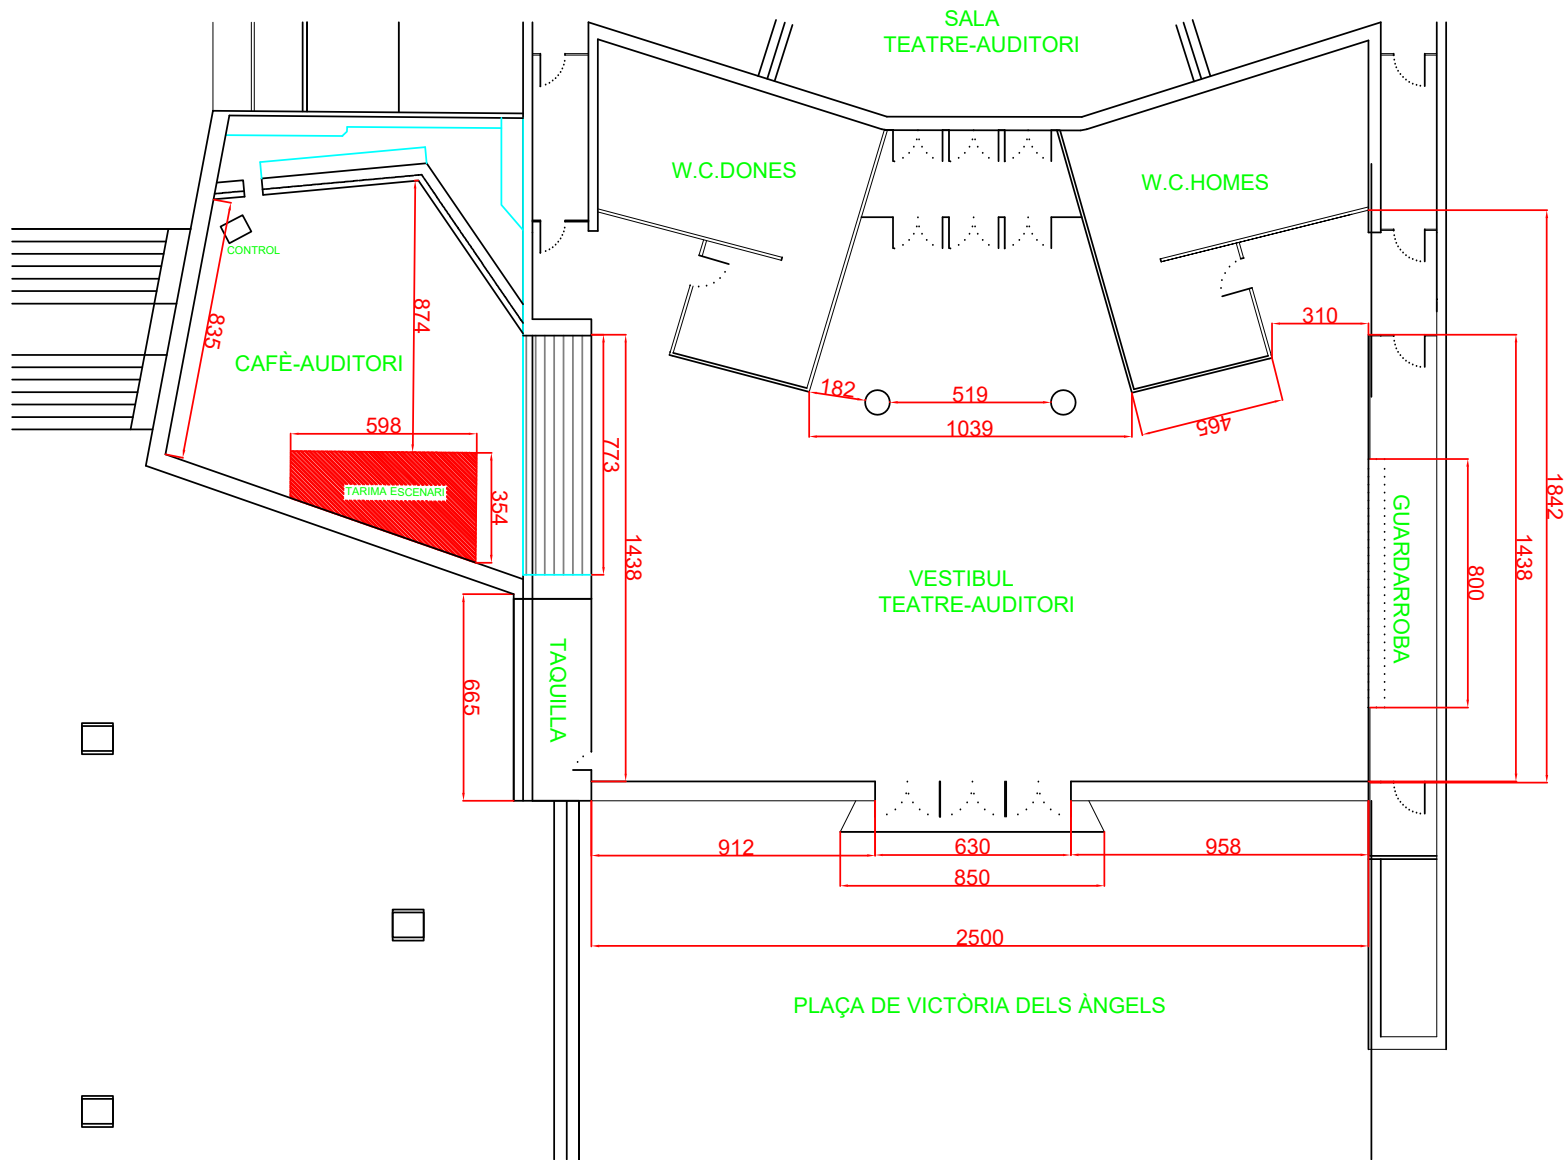 SALA
TEATRE-AUDITORI
W.C.DONES
W.C.HOMES
CONTROL
835
874
CAFÈ-AUDITORI
598
TARIMA ESCENARI
354
773
1438
182
519
1039
465
310
1842
1438
800
GUARDARROBA
VESTIBUL
TEATRE-AUDITORI
TAQUILLA
665
912
630
958
850
2500
PLAÇA DE VICTÒRIA DELS ÀNGELS